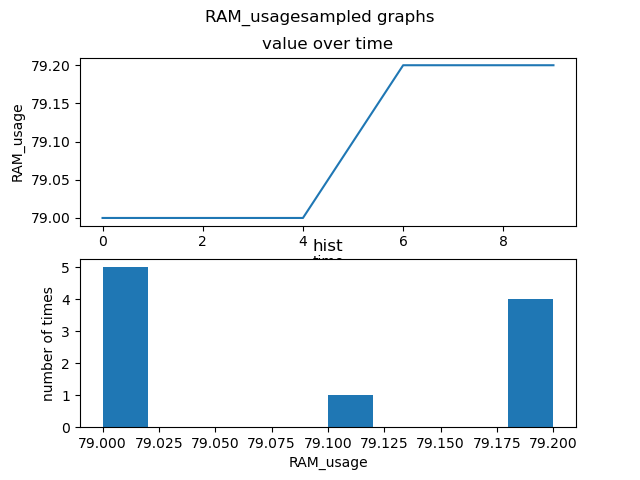 RAM_usagesampled graphs
value over time
79.20
79.15
79.10
79.05
79.00
RAM_usage
0 2 4 6 8
time
hist
5
4
3
2
1
0
number of times
79.000 79.025 79.050 79.075 79.100 79.125 79.150 79.175 79.200
RAM_usage